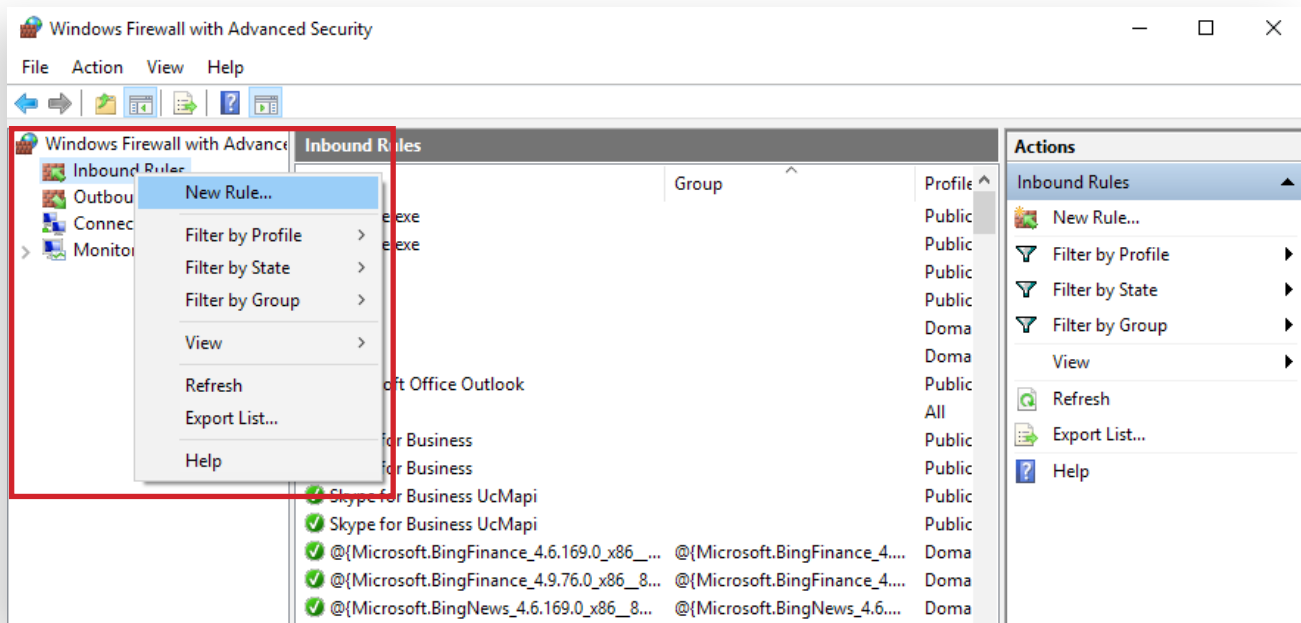 Windows Firewall with Advanced Security
File Action View Help
Windows Firewall with Advance
Inbound Rules
Outbou
Connec
Monitor
New Rule...
Filter by Profile
Filter by State
Filter by Group
View
Refresh
Export List...
Help
Inbound Rules
Group Profile
e.exe Public
e.exe Public
Public
Public
Doma
Doma
oft Office Outlook Public
All
for Business Public
for Business Public
Skype for Business UcMapi Public
Skype for Business UcMapi Public
@{Microsoft.BingFinance_4.6.169.0_x86__... @{Microsoft.BingFinance_4.... Doma
@{Microsoft.BingFinance_4.9.76.0_x86__8... @{Microsoft.BingFinance_4.... Doma
@{Microsoft.BingNews_4.6.169.0_x86__8... @{Microsoft.BingNews_4.6.... Doma
Actions
Inbound Rules
New Rule...
Filter by Profile
Filter by State
Filter by Group
View
Refresh
Export List...
Help